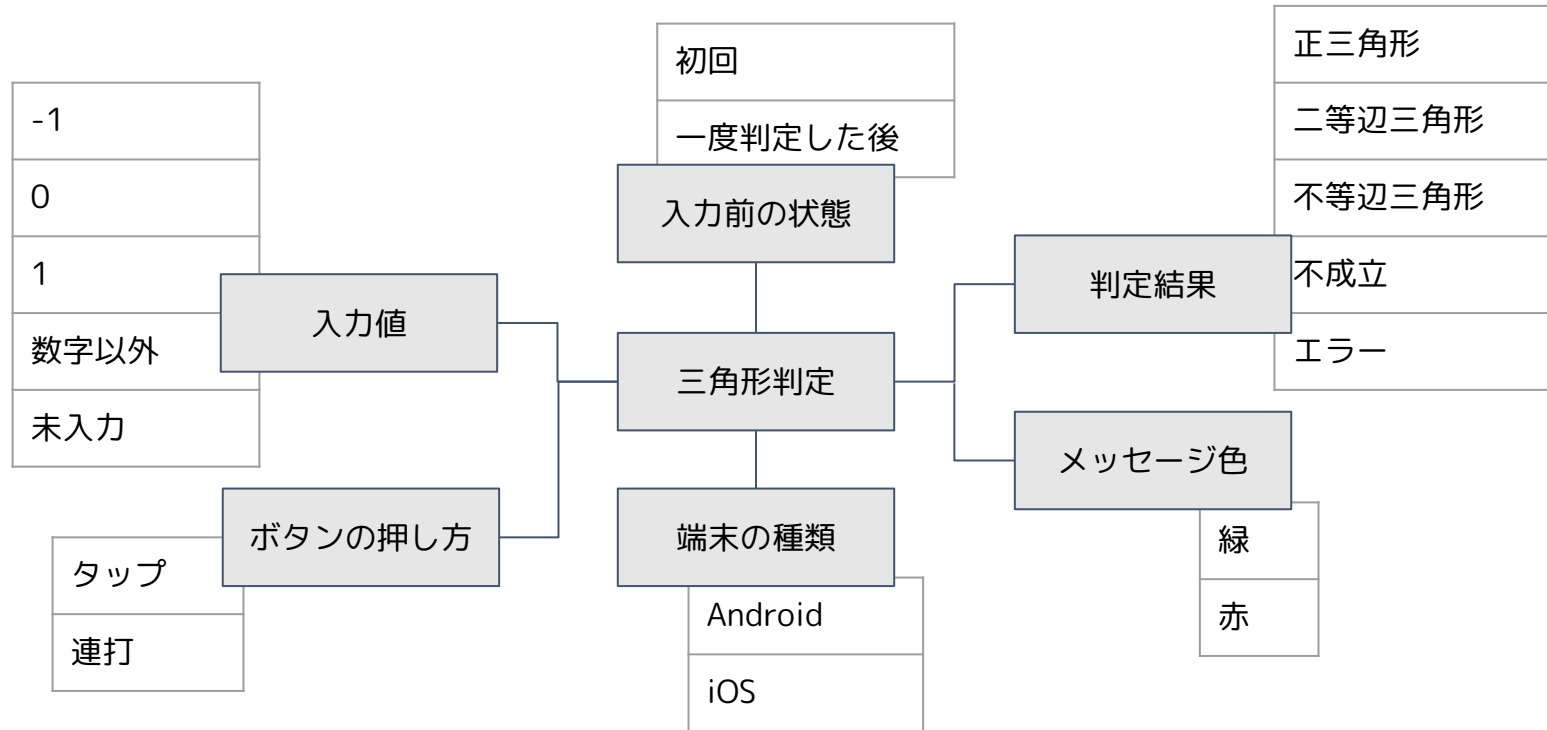 初回
一度判定した後
入力前の状態
-1
0
1
数字以外
未入力
入力値
タップ
連打
ボタンの押し方
三角形判定
端末の種類
Android
iOS
正三角形
二等辺三角形
不等辺三角形
不成立
エラー
判定結果
メッセージ色
緑
赤